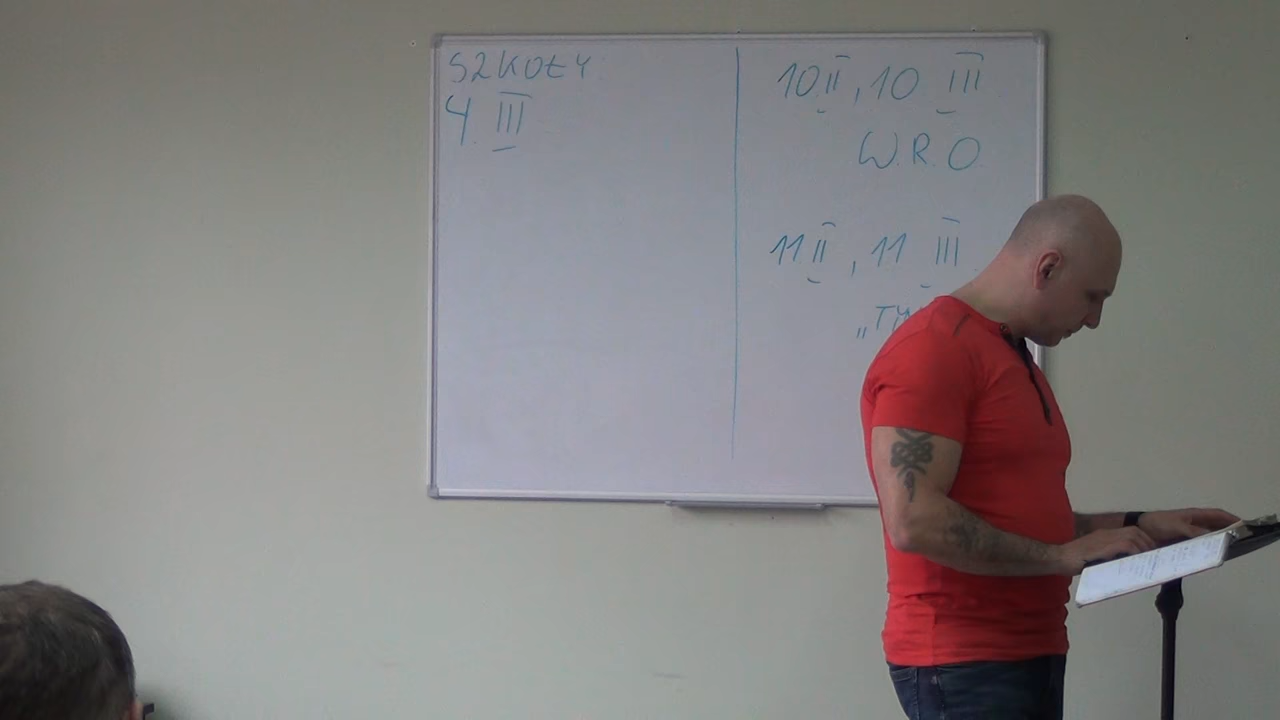 SZKOŁY
4 III
10 II, 10 III
W.R.O.
11 II, 11 III